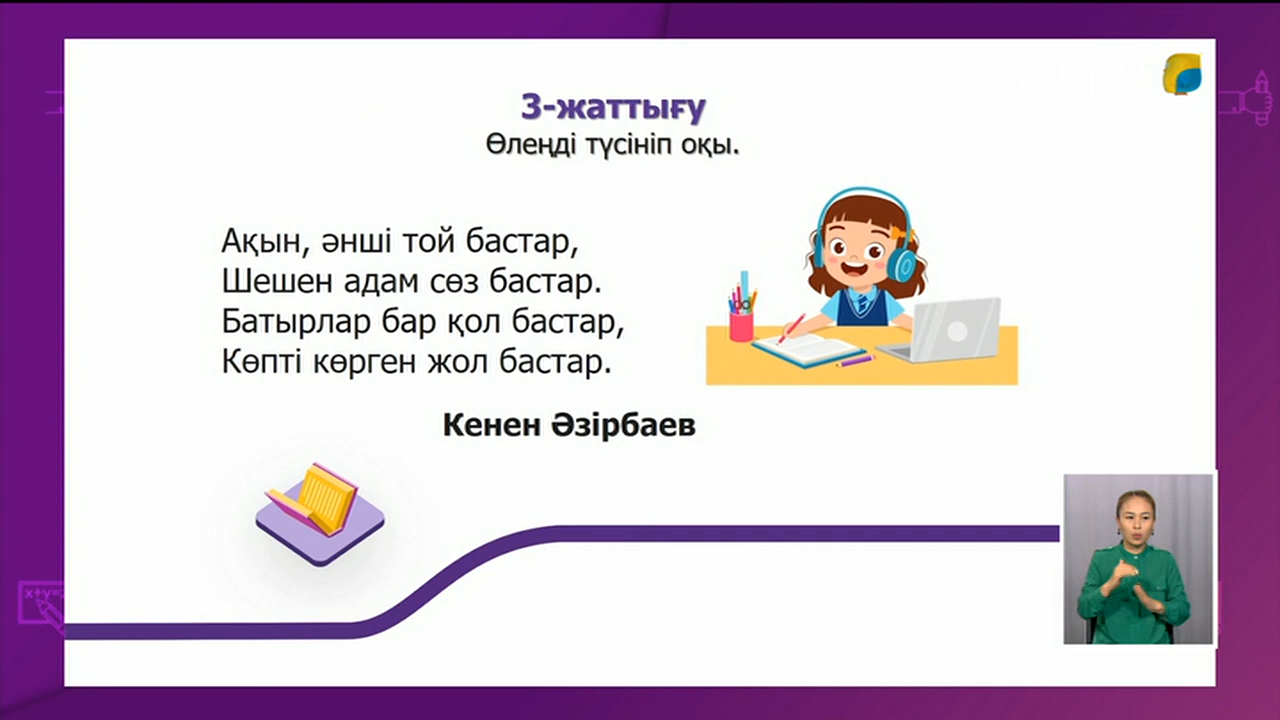 3-жаттығу
Өлеңді түсініп оқы.
Ақын, әнші той бастар,
Шешен адам сөз бастар.
Батырлар бар қол бастар,
Көпті көрген жол бастар.
Кенен Әзірбаев
x+y=